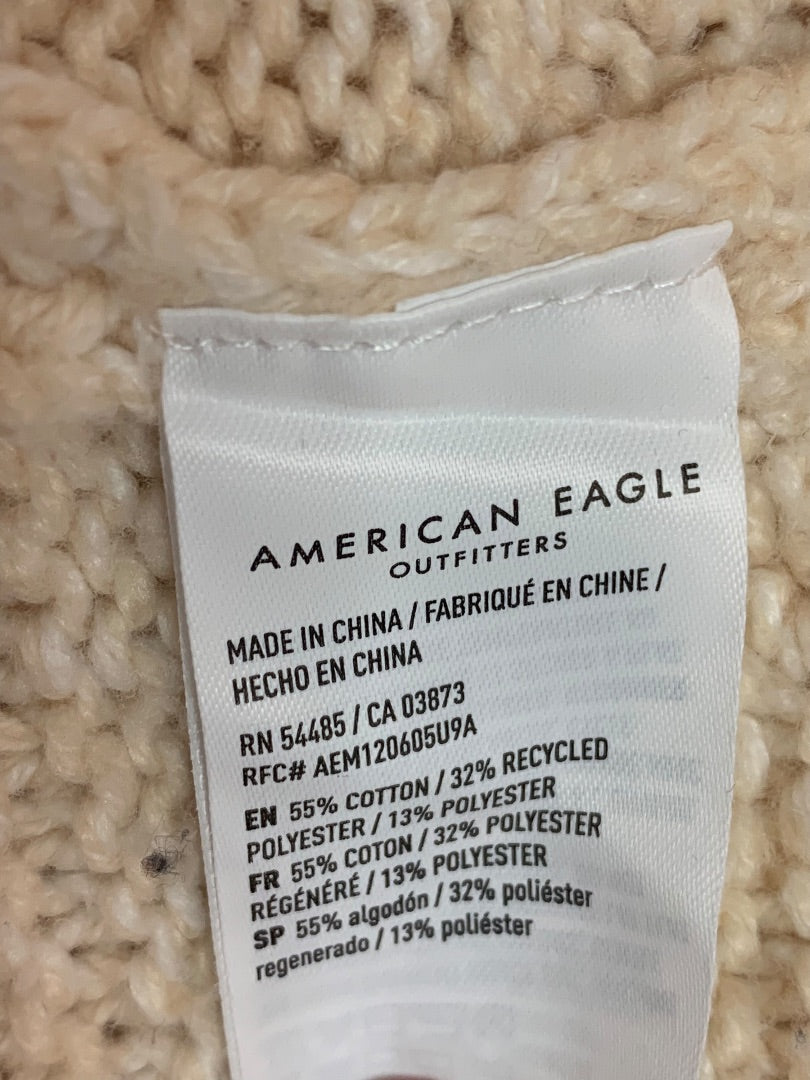 AMERICAN EAGLE
OUTFITTERS
MADE IN CHINA / FABRIQUÉ EN CHINE /
HECHO EN CHINA
RN 54485 / CA 03873
RFC# AEM120605U9A
EN 55% COTTON / 32% RECYCLED
POLYESTER / 13% POLYESTER
FR 55% COTON / 32% POLYESTER
RÉGÉNÉRÉ / 13% POLYESTER
SP 55% algodón / 32% poliéster
regenerado / 13% poliéster